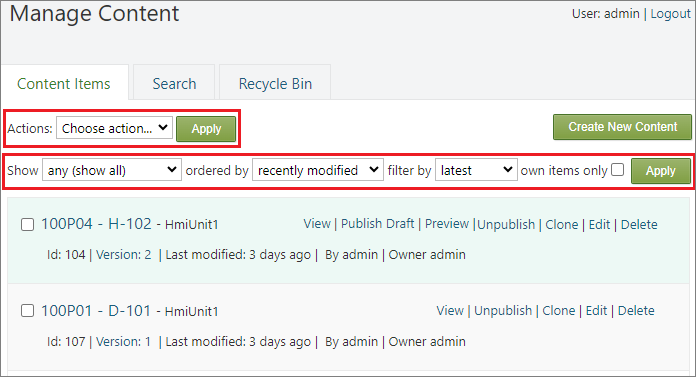 Manage Content
User: admin | Logout
Content Items Search Recycle Bin
Actions: Choose action... Apply Create New Content
Show any (show all) ordered by recently modified filter by latest own items only Apply
100P04 - H-102 - HmiUnit1 View | Publish Draft | Preview |Unpublish | Clone | Edit | Delete
Id: 104 | Version: 2 | Last modified: 3 days ago | By admin | Owner admin
100P01 - D-101 - HmiUnit1 View | Unpublish | Clone | Edit | Delete
Id: 107 | Version: 1 | Last modified: 3 days ago | By admin | Owner admin